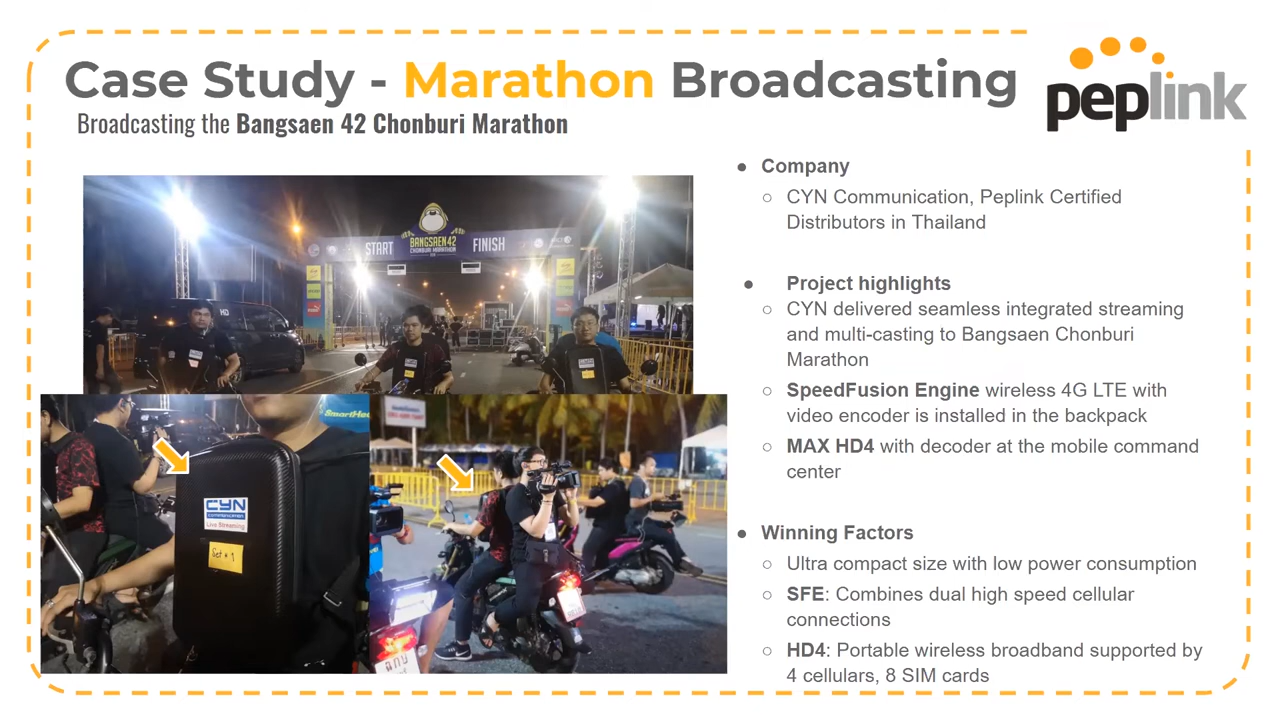 Case Study - Marathon Broadcasting
peplink
Broadcasting the Bangsaen 42 Chonburi Marathon
START
BANGSAEN42
CHONBURI MARATHON
FINISH
HD
SmartHea
CYN
COMMUNICATION
Live Streaming
Set # 1
● Company
○ CYN Communication, Peplink Certified
Distributors in Thailand
● Project highlights
○ CYN delivered seamless integrated streaming
and multi-casting to Bangsaen Chonburi
Marathon
○ SpeedFusion Engine wireless 4G LTE with
video encoder is installed in the backpack
○ MAX HD4 with decoder at the mobile command
center
● Winning Factors
○ Ultra compact size with low power consumption
○ SFE: Combines dual high speed cellular
connections
○ HD4: Portable wireless broadband supported by
4 cellulars, 8 SIM cards